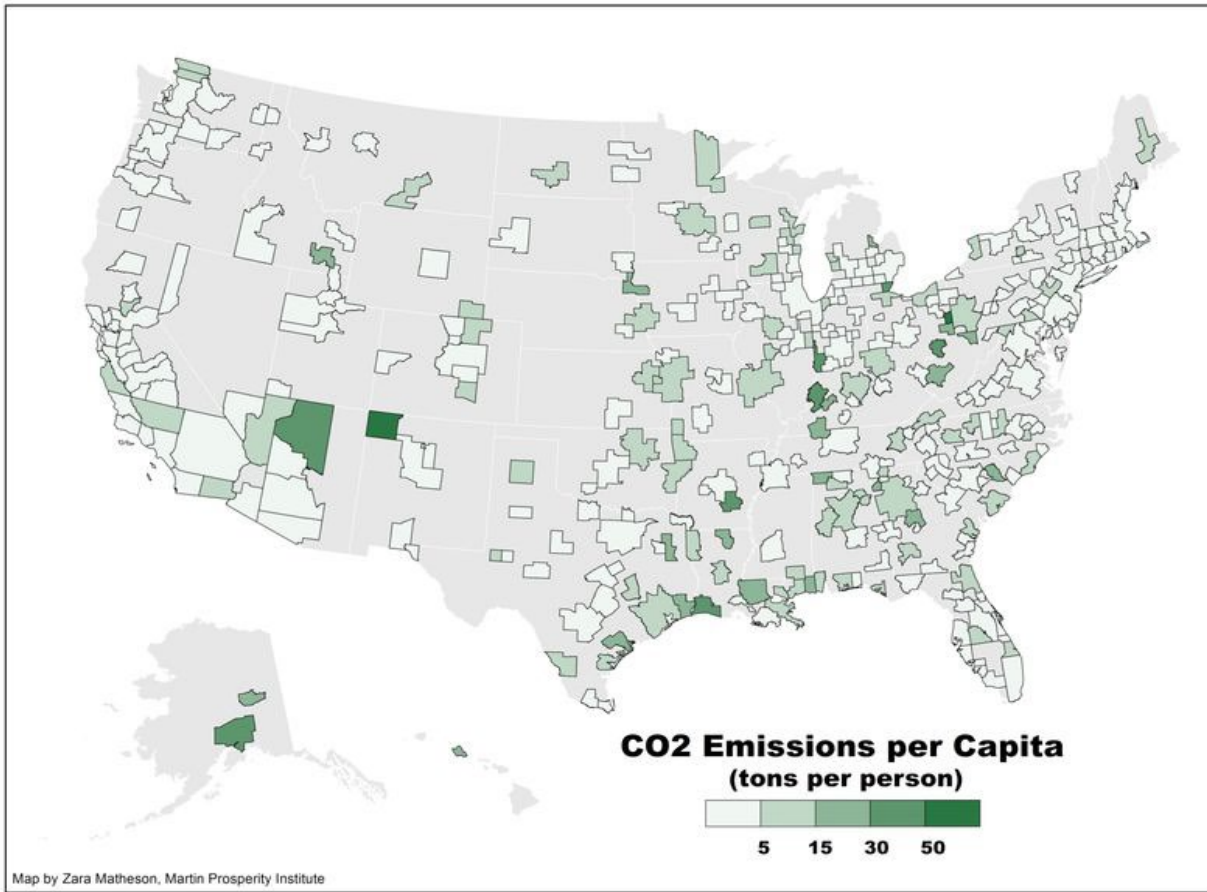 CO2 Emissions per Capita
(tons per person)
5 15 30 50
Map by Zara Matheson, Martin Prosperity Institute